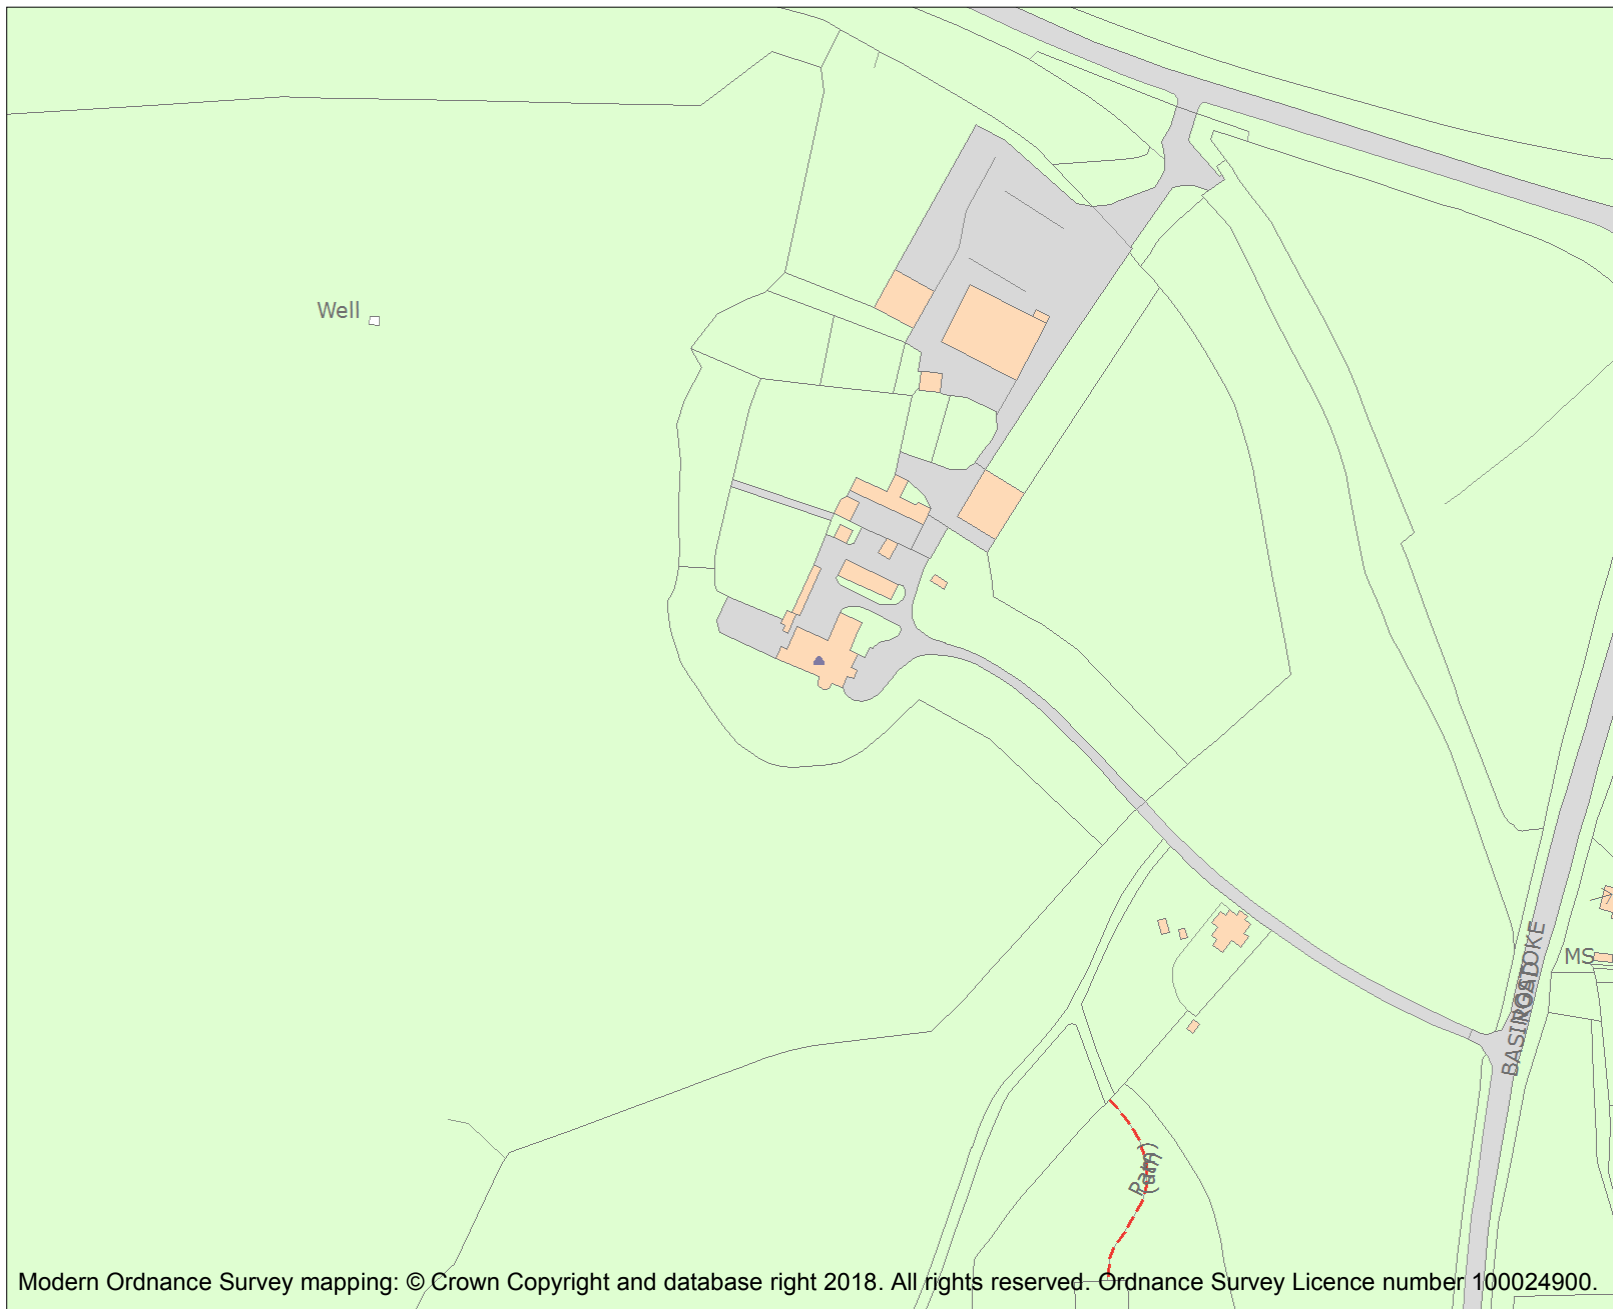 Well
BASINGSTOKE
ROAD
MS
Path (um)
Modern Ordnance Survey mapping: © Crown Copyright and database right 2018. All rights reserved. Ordnance Survey Licence number 100024900.